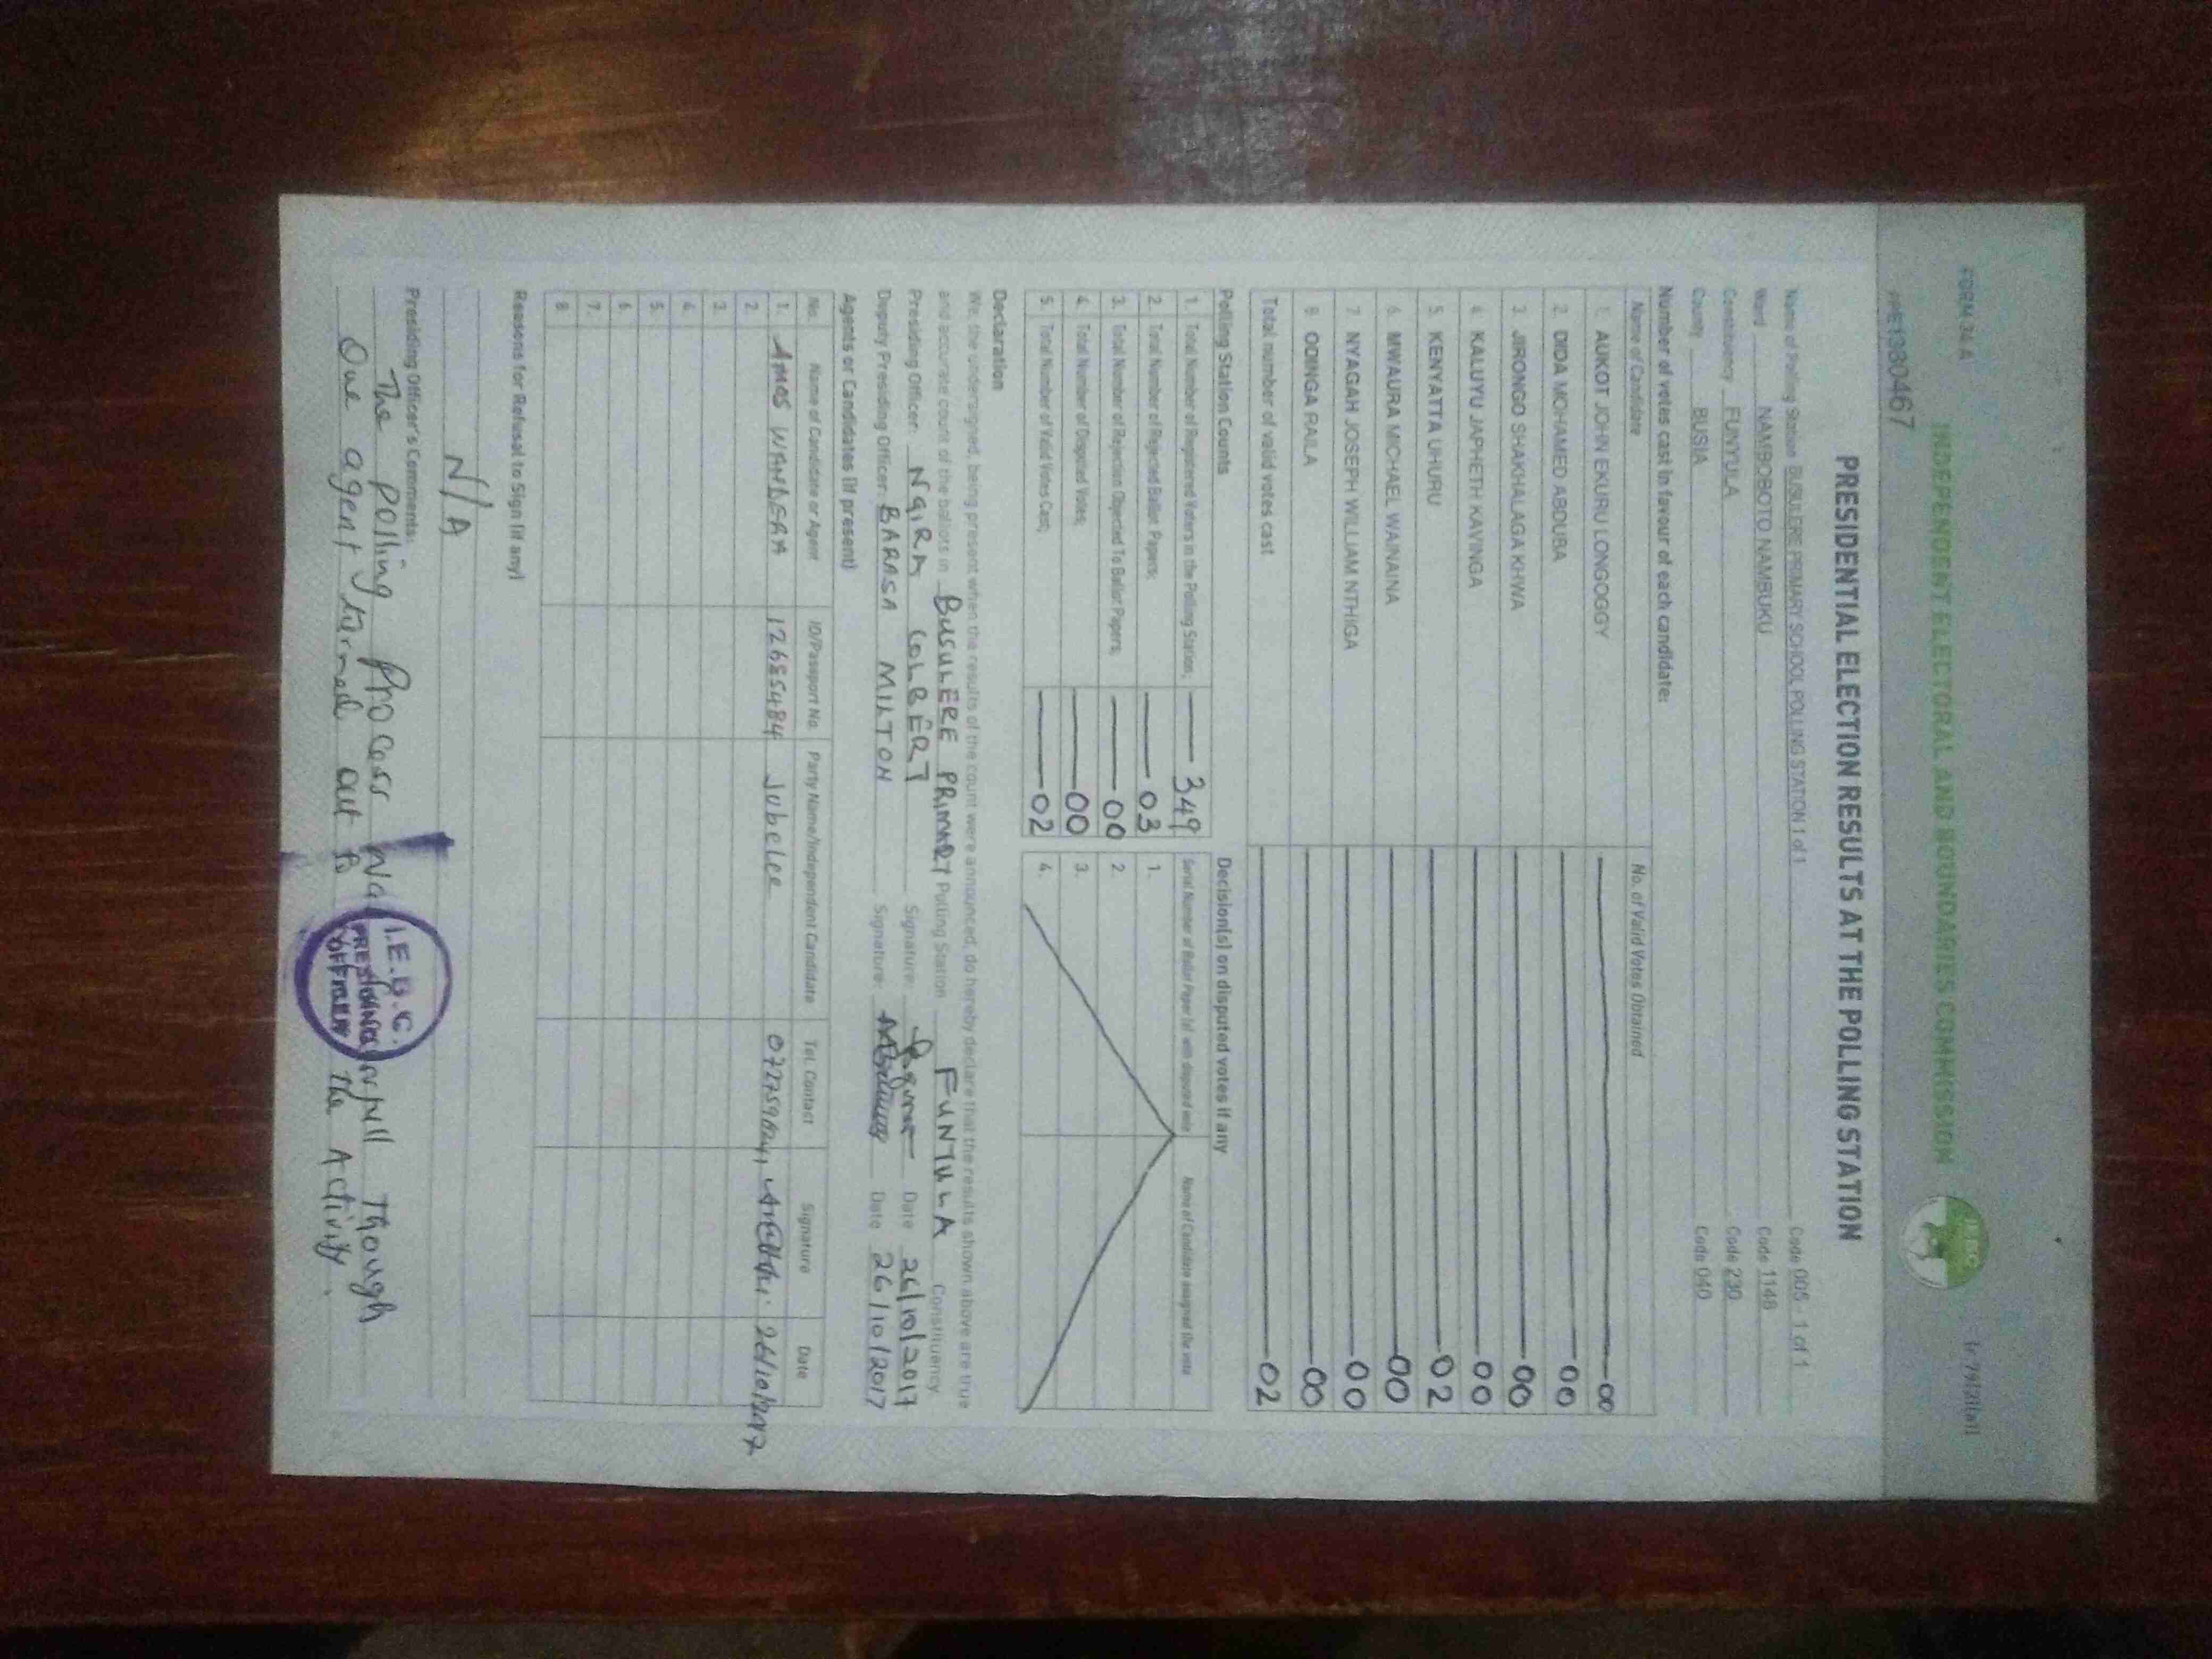 FORM 34 A
INDEPENDENT ELECTORAL AND BOUNDARIES COMMISSION
IEBC
PRESIDENTIAL ELECTION RESULTS AT THE POLLING STATION
Name of Polling Station BUSULERE PRIMARY SCHOOL POLLING STATION 1 of 1 Code 005 - 1 of 1
Ward NAMBOBOTO NAMBUKU Code 1148
Constituency FUNYULA Code 230
County BUSIA Code 040
Number of votes cast in favour of each candidate:
Name of Candidate No. of Valid Votes Obtained
1. AUKOT JOHN EKURU LONGOGGY 00
2. DIDA MOHAMED ABDUBA 00
3. JIRONGO SHAKHALAGA KHWA 00
4. KALUYU JAPHETH KAVINGA 00
5. KENYATTA UHURU 02
6. MWAURA MICHAEL WAINAINA 00
7. NYAGAH JOSEPH WILLIAM NTHIGA 00
8. ODINGA RAILA 00
Total number of valid votes cast 02
Polling Station Counts
1. Total Number of Registered Voters in the Polling Station; 349
2. Total Number of Rejected Ballot Papers; 03
3. Total Number of Rejection Objected To Ballot Papers; 00
4. Total Number of Disputed Votes; 00
5. Total Number of Valid Votes Cast; 02
Decision(s) on disputed votes if any
Serial Number of Ballot Paper (s) with disputed vote Name of Candidate assigned the vote
1.
2.
3.
4.
Declaration
We, the undersigned, being present when the results of the count were announced, do hereby declare that the results shown above are true
and accurate count of the ballots in BUSULERE PRIMARY Polling Station FUNYULA Constituency
Presiding Officer: NGIRA COLBERT Signature: Date 26/10/2017
Deputy Presiding Officer: BARASA MILTON Signature: Date 26/10/2017
Agents or Candidates (if present)
No. Name of Candidate or Agent ID/Passport No. Party Name/Independent Candidate Tel. Contact Signature Date
1. AMOS WANDERA 12685484 Jubelee 26/10/2017
2.
3.
4.
5.
6.
7.
8.
Reasons for Refusal to Sign (if any)
N/A
Presiding Officer's Comments:
The polling process Though
One agent turned out the Activity.
I.E.B.C.
PRESIDING
OFFICER